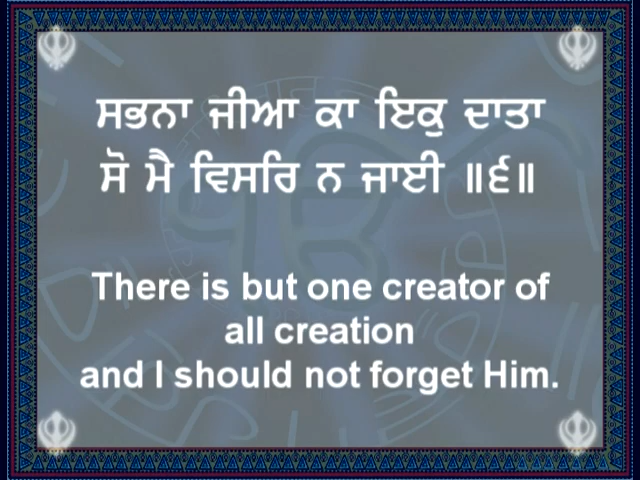 ਸਭਨਾ ਜੀਆ ਕਾ ਇਕੁ ਦਾਤਾ
ਸੋ ਮੈ ਵਿਸਰਿ ਨ ਜਾਈ ॥੬॥
There is but one creator of
all creation
and I should not forget Him.